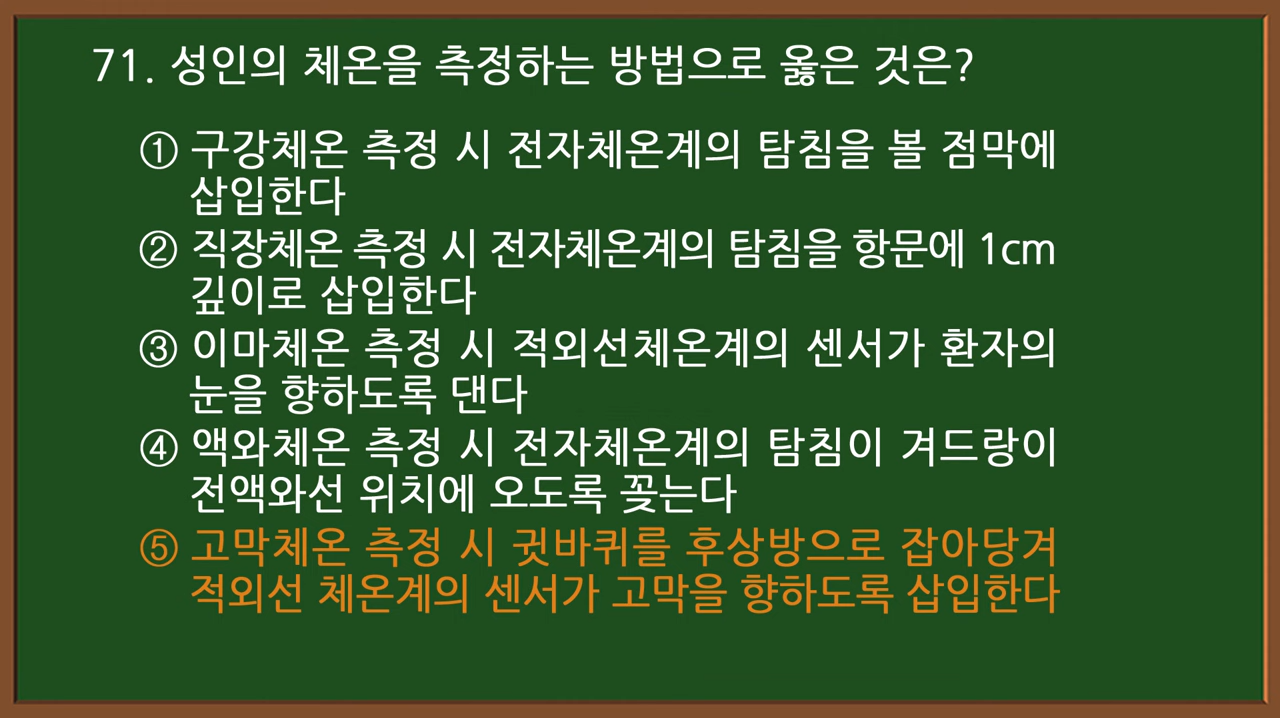 71. 성인의 체온을 측정하는 방법으로 옳은 것은?
① 구강체온 측정 시 전자체온계의 탐침을 볼 점막에
삽입한다
② 직장체온 측정 시 전자체온계의 탐침을 항문에 1cm
깊이로 삽입한다
③ 이마체온 측정 시 적외선체온계의 센서가 환자의
눈을 향하도록 댄다
④ 액와체온 측정 시 전자체온계의 탐침이 겨드랑이
전액와선 위치에 오도록 꽂는다
⑤ 고막체온 측정 시 귓바퀴를 후상방으로 잡아당겨
적외선 체온계의 센서가 고막을 향하도록 삽입한다